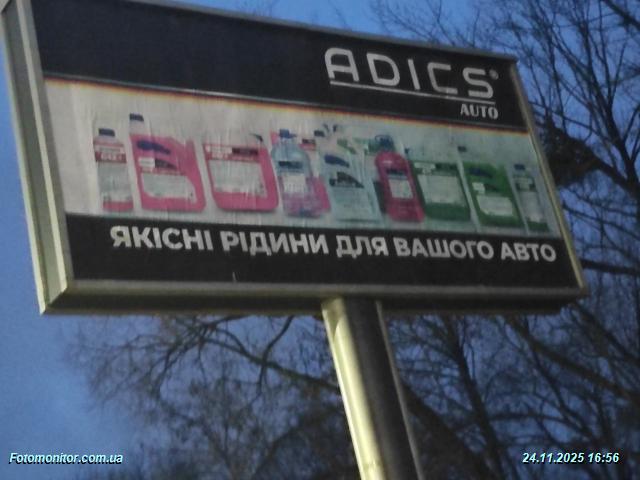 ADICS®
AUTO
ЯКІСНІ РІДИНИ ДЛЯ ВАШОГО АВТО
Fotomonitor.com.ua
24.11.2025 16:56